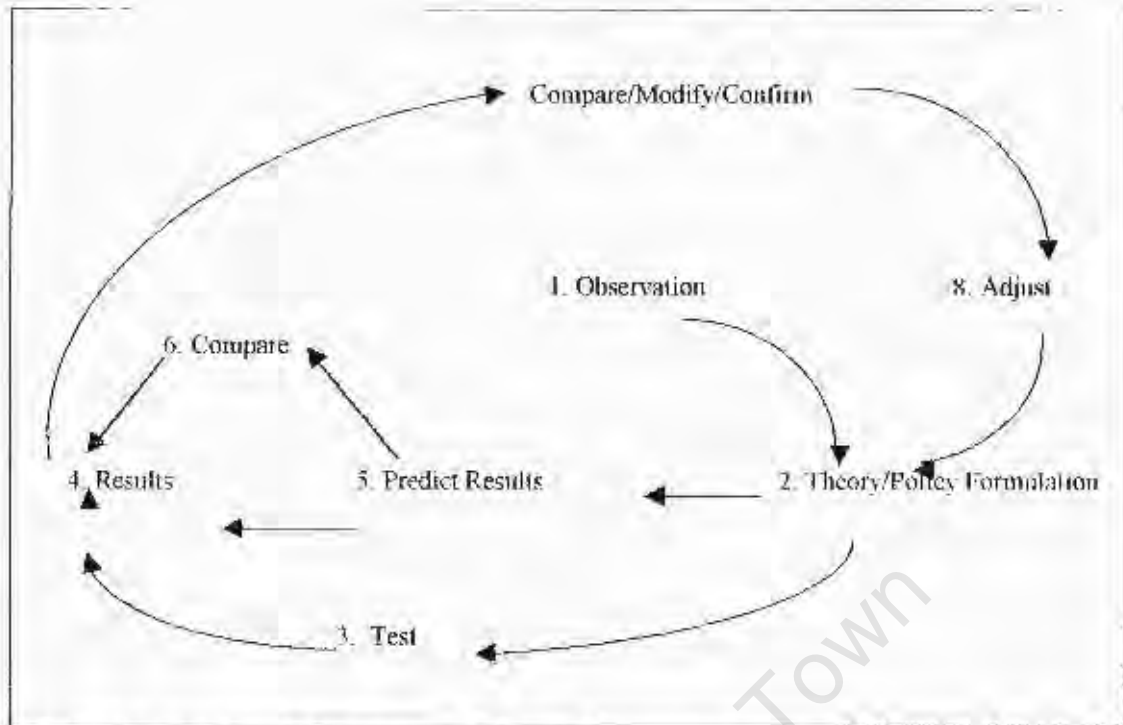 Compare/Modify/Confirm
1. Observation
8. Adjust
6. Compare
4. Results
5. Predict Results
2. Theory/Policy Formulation
3. Test
Town